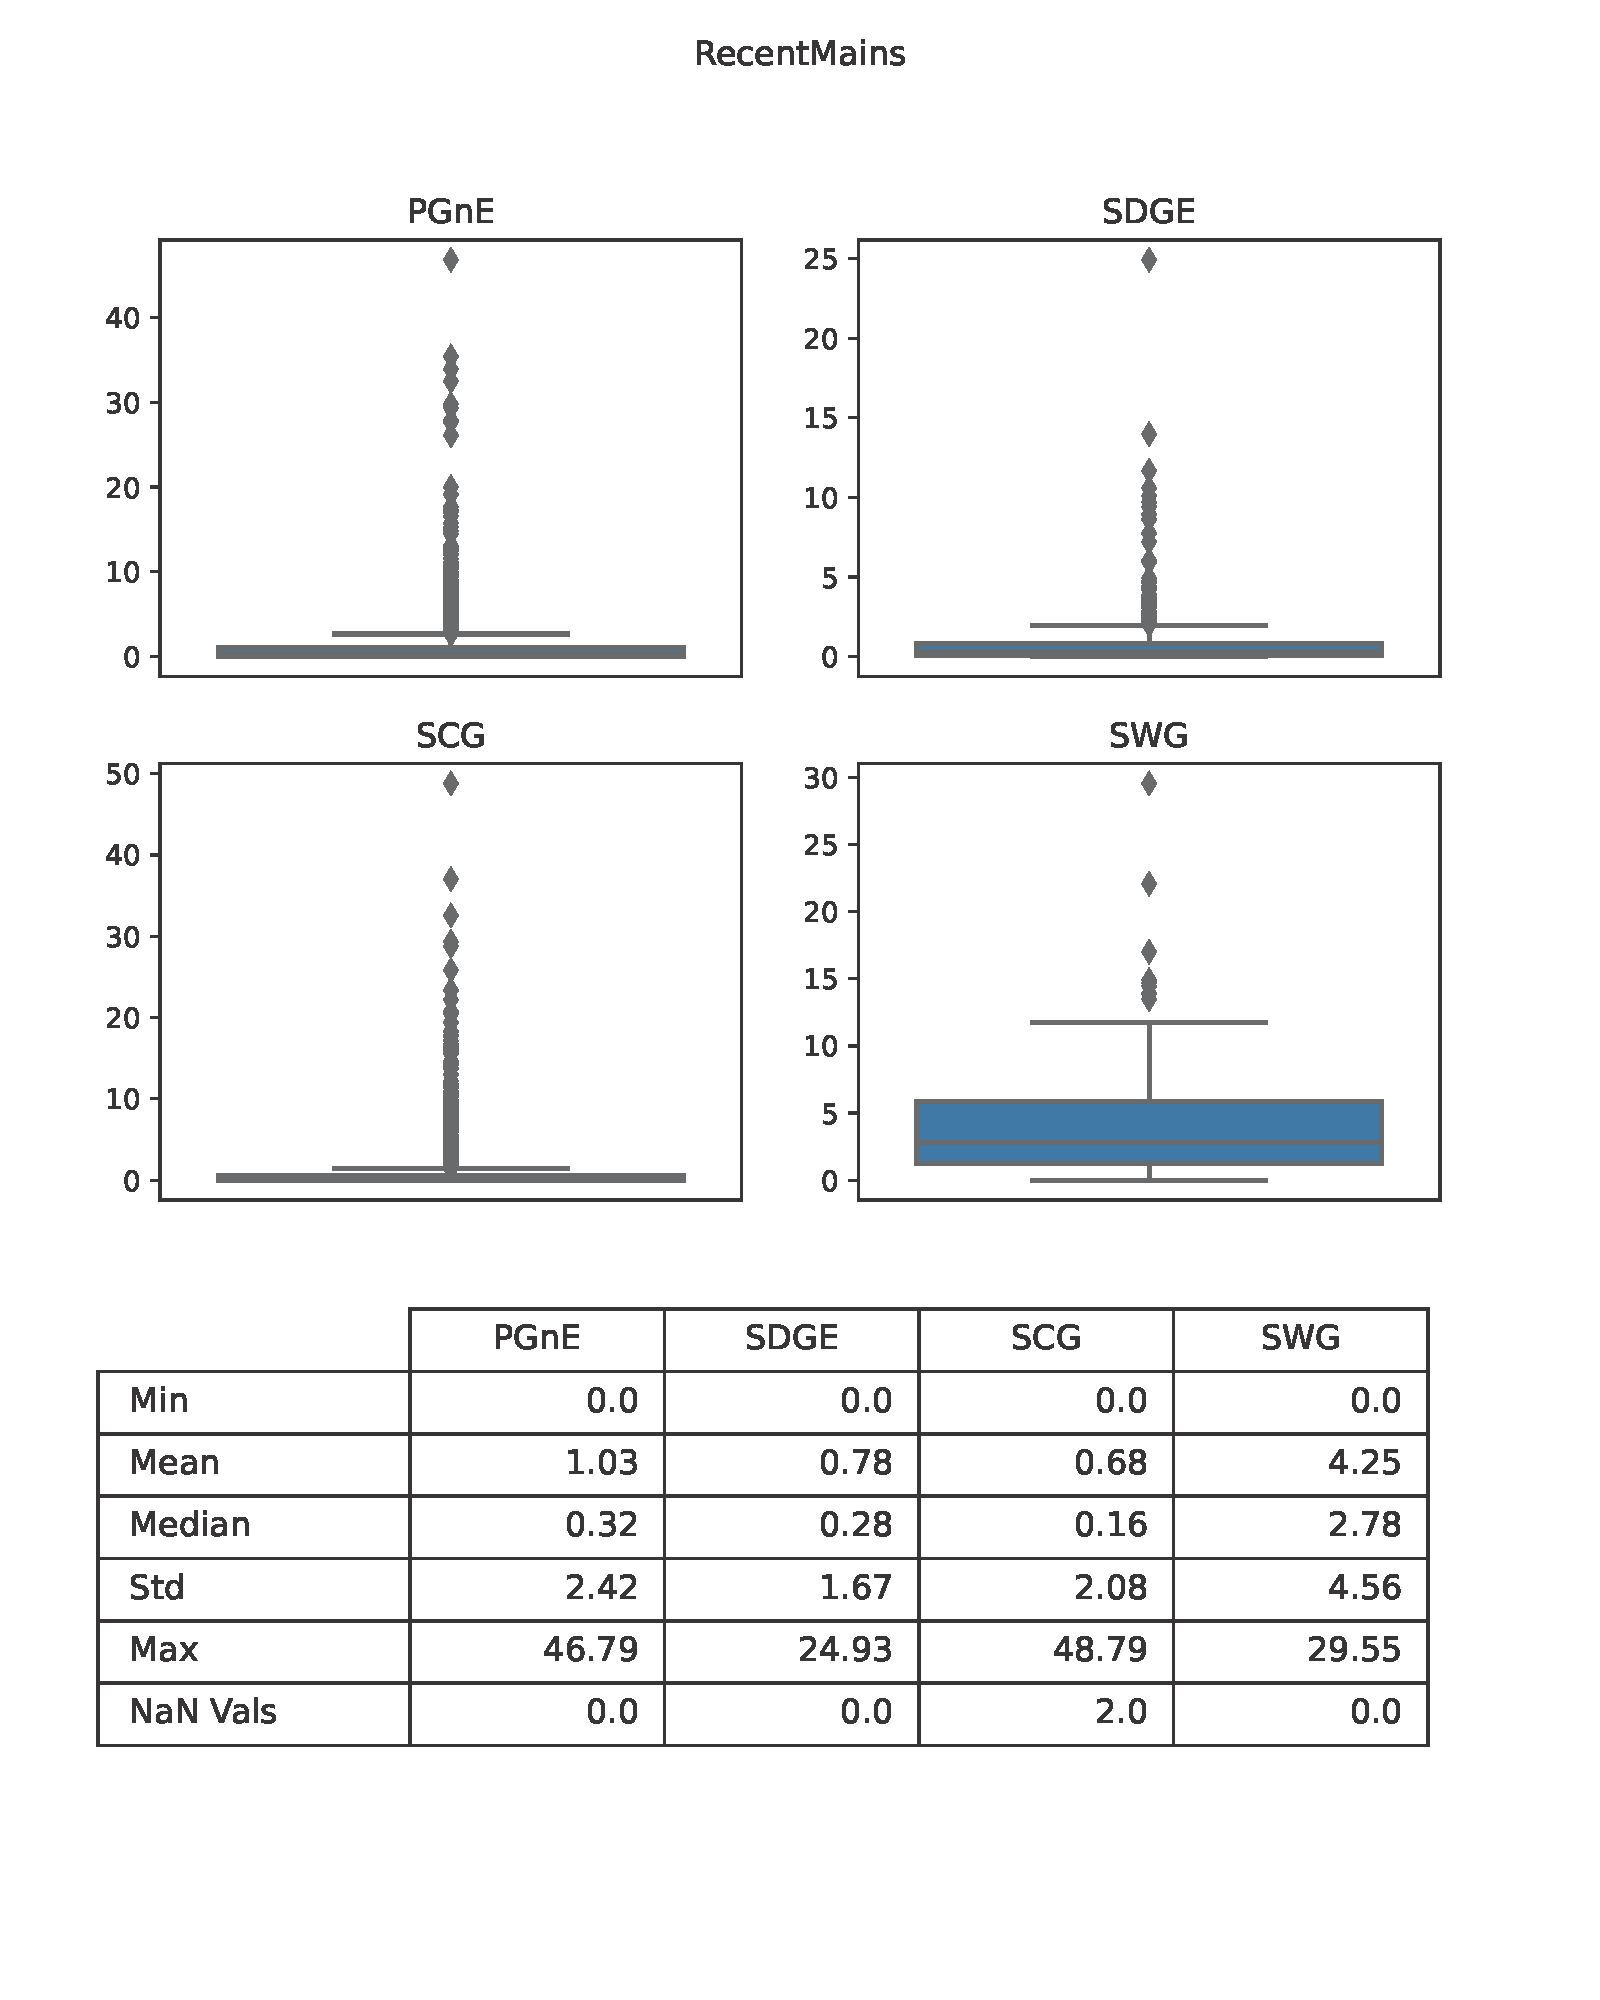 RecentMains
PGnE
40
30
20
10
0
SDGE
25
20
15
10
5
0
SCG
50
40
30
20
10
0
SWG
30
25
20
15
10
5
0
PGnE SDGE SCG SWG
Min 0.0 0.0 0.0 0.0
Mean 1.03 0.78 0.68 4.25
Median 0.32 0.28 0.16 2.78
Std 2.42 1.67 2.08 4.56
Max 46.79 24.93 48.79 29.55
NaN Vals 0.0 0.0 2.0 0.0